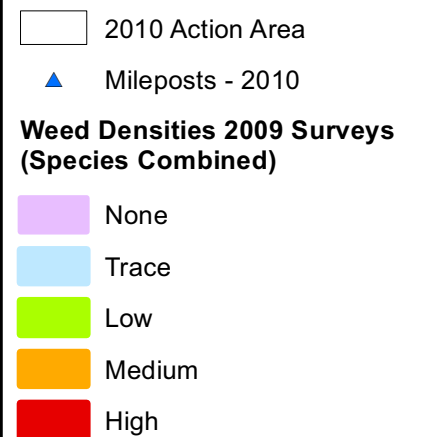 2010 Action Area
Mileposts - 2010
Weed Densities 2009 Surveys
(Species Combined)
None
Trace
Low
Medium
High